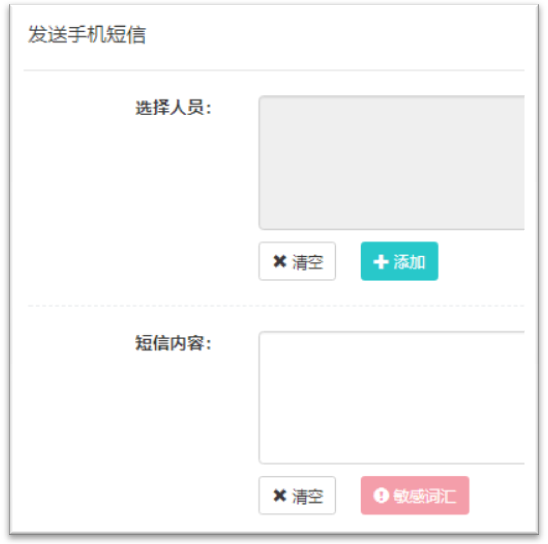 发送手机短信
选择人员:
清空 添加
短信内容:
清空 敏感词汇